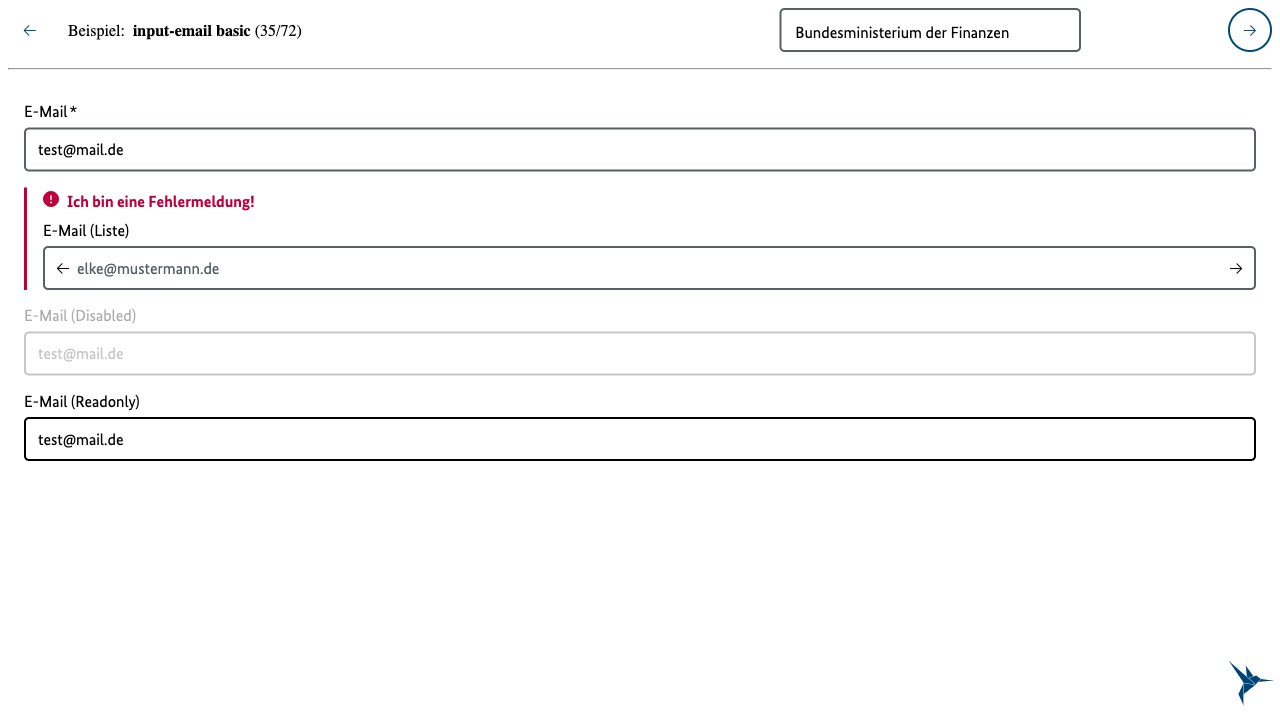 Beispiel: input-email basic (35/72)
Bundesministerium der Finanzen
E-Mail*
test@mail.de
Ich bin eine Fehlermeldung!
E-Mail (Liste)
elke@mustermann.de
E-Mail (Disabled)
test@mail.de
E-Mail (Readonly)
test@mail.de